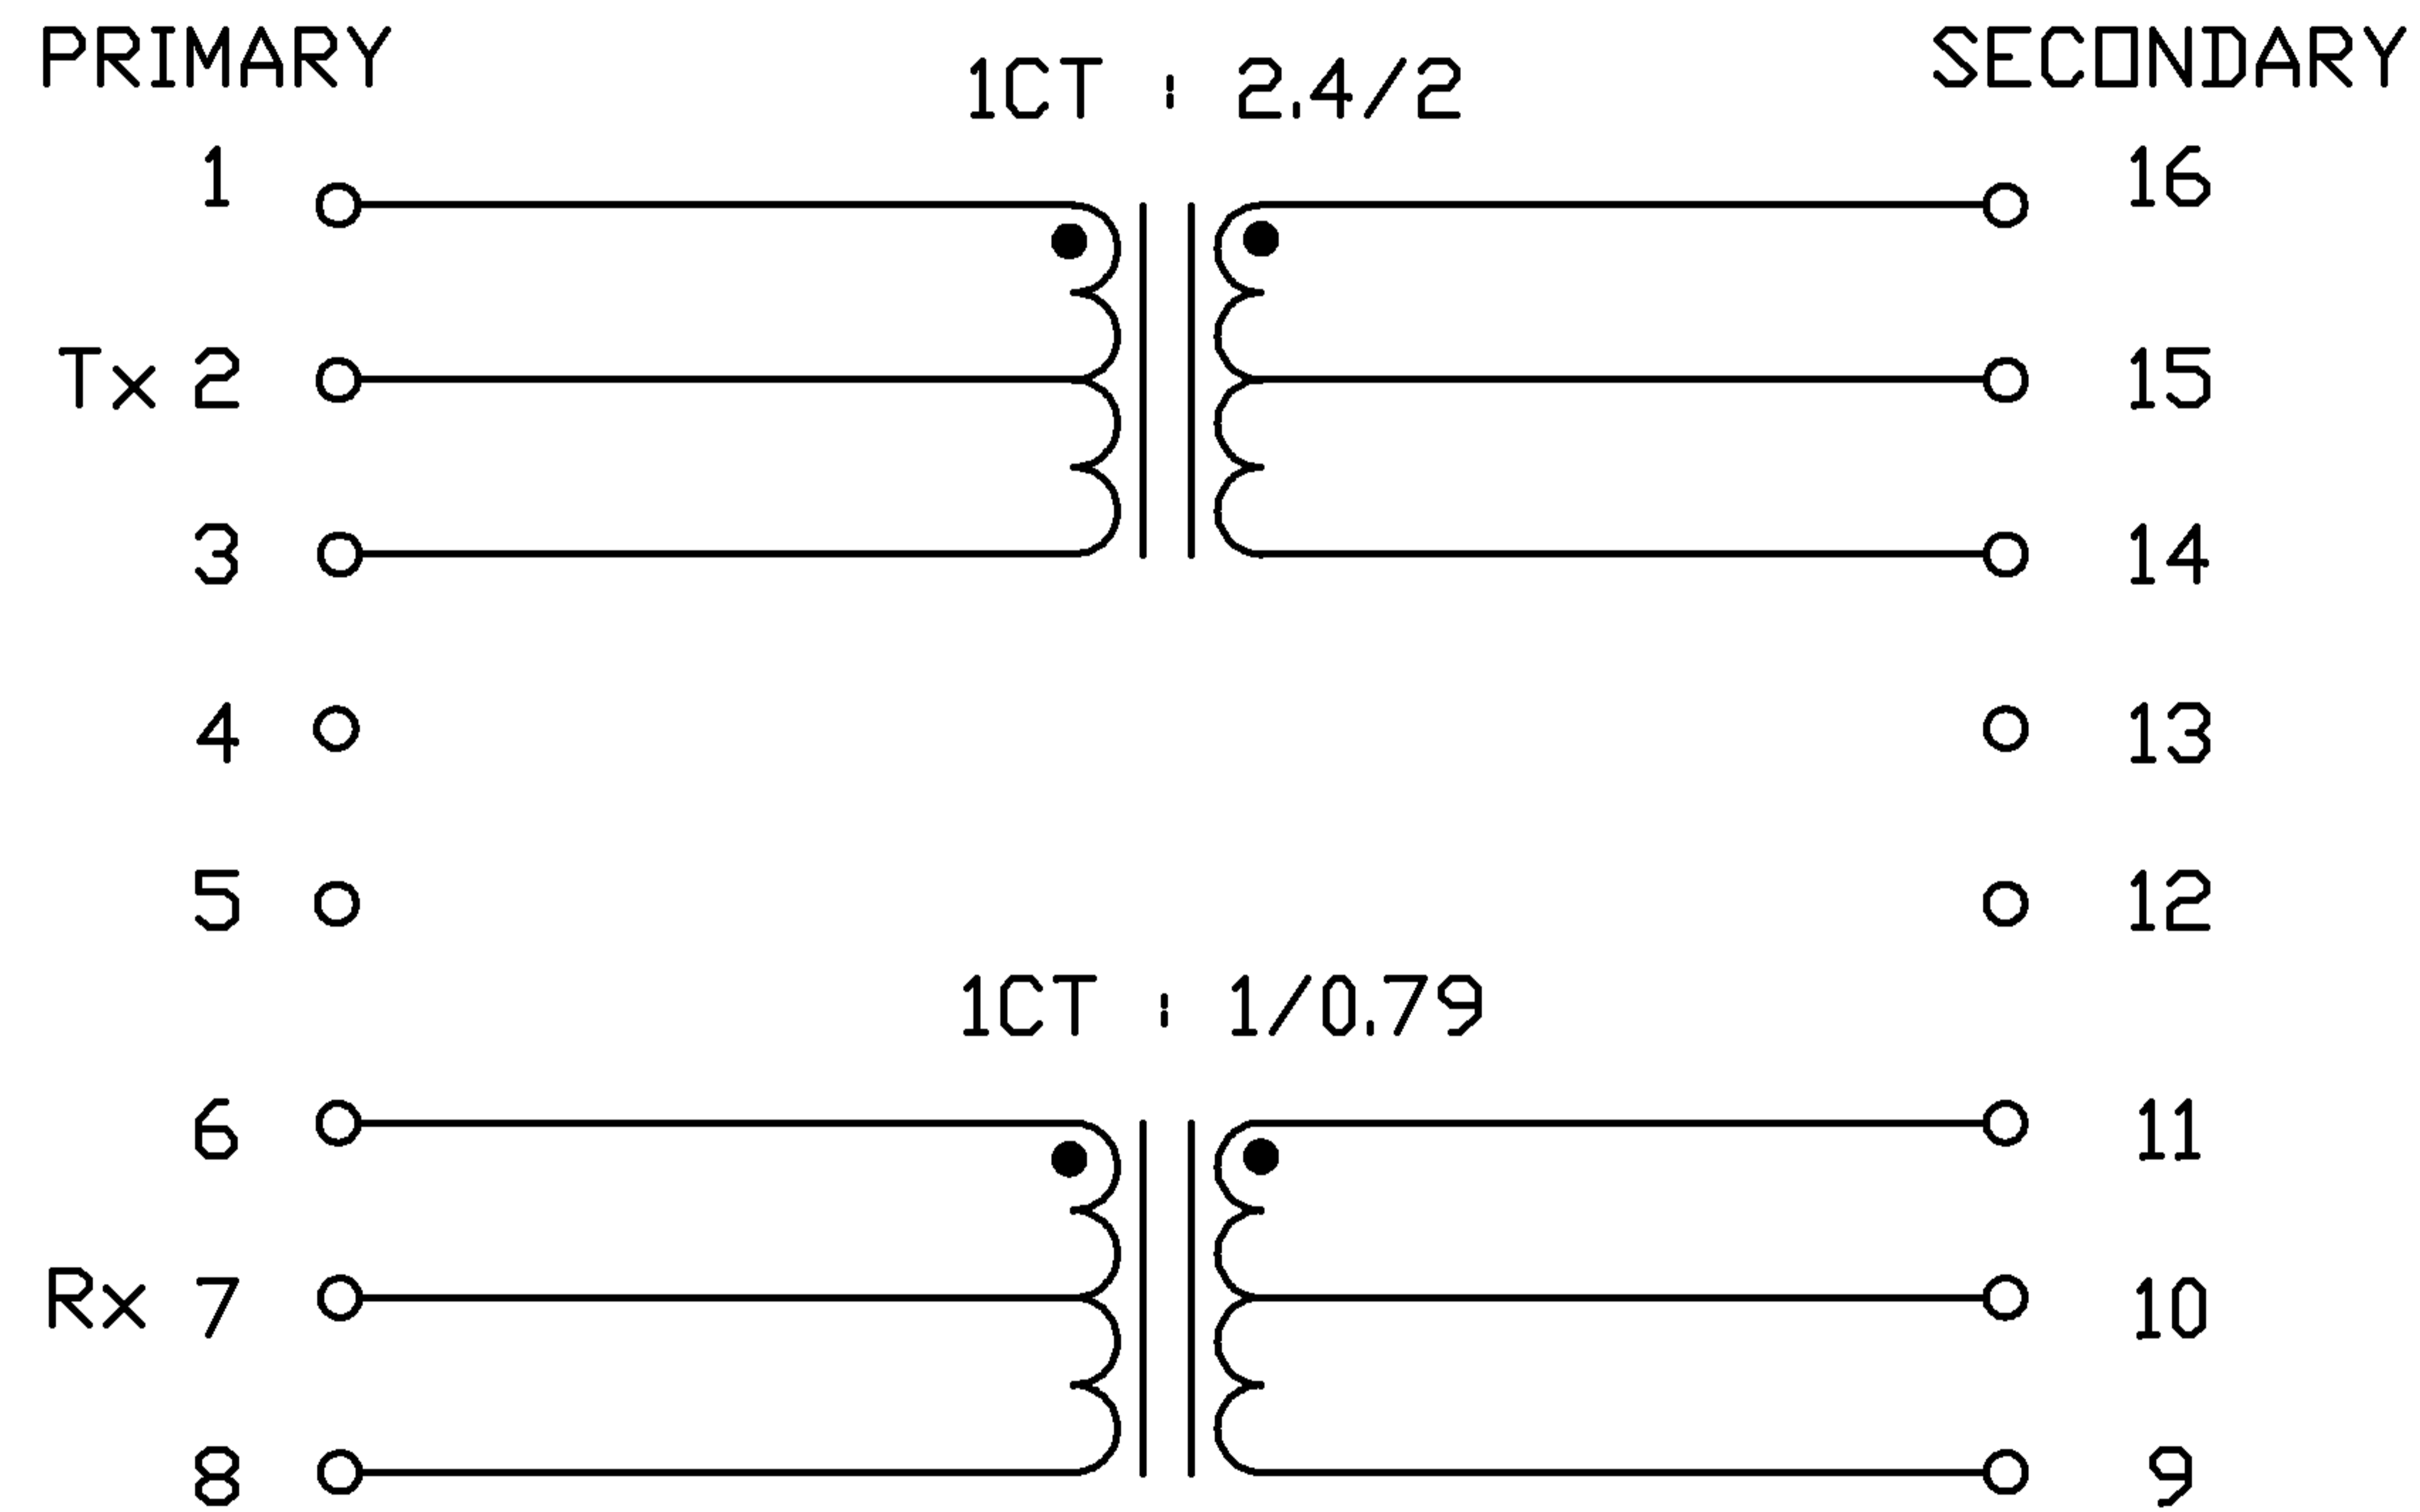 PRIMARY SECONDARY
1CT : 2.4/2
1 16
Tx 2 15
3 14
4 13
5 12
1CT : 1/0.79
6 11
Rx 7 10
8 9